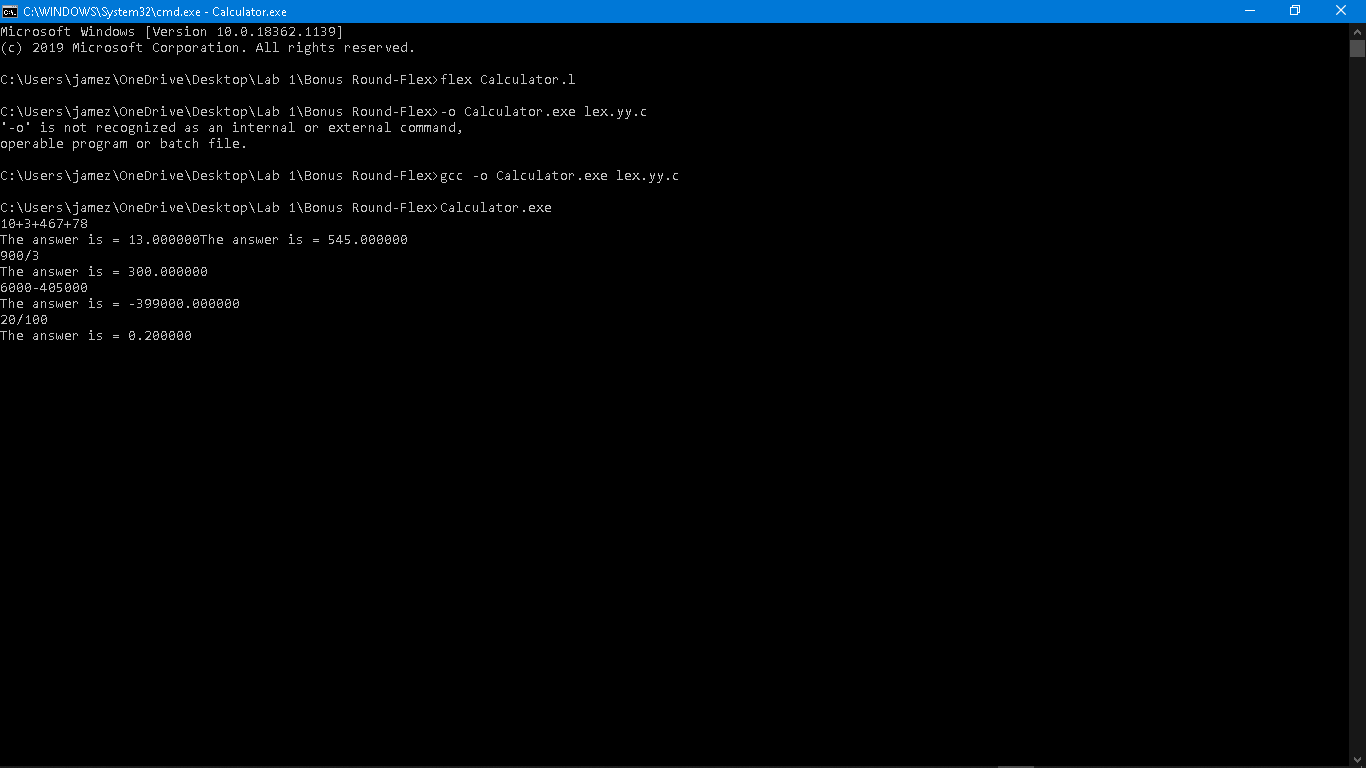 C:\WINDOWS\System32\cmd.exe - Calculator.exe
Microsoft Windows [Version 10.0.18362.1139]
(c) 2019 Microsoft Corporation. All rights reserved.
C:\Users\jamez\OneDrive\Desktop\Lab 1\Bonus Round-Flex>flex Calculator.l
C:\Users\jamez\OneDrive\Desktop\Lab 1\Bonus Round-Flex>-o Calculator.exe lex.yy.c
'-o' is not recognized as an internal or external command,
operable program or batch file.
C:\Users\jamez\OneDrive\Desktop\Lab 1\Bonus Round-Flex>gcc -o Calculator.exe lex.yy.c
C:\Users\jamez\OneDrive\Desktop\Lab 1\Bonus Round-Flex>Calculator.exe
10+3+467+78
The answer is = 13.000000The answer is = 545.000000
900/3
The answer is = 300.000000
6000-405000
The answer is = -399000.000000
20/100
The answer is = 0.200000